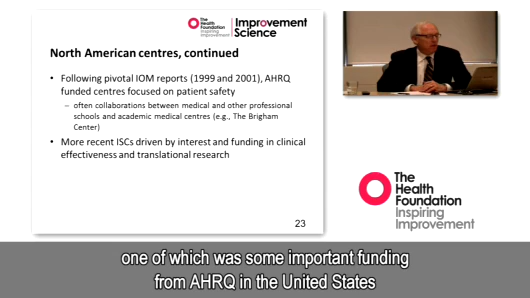 The
Health
Foundation
Inspiring
Improvement
Improvement
Science
North American centres, continued
• Following pivotal IOM reports (1999 and 2001), AHRQ
funded centres focused on patient safety
– often collaborations between medical and other professional
schools and academic medical centres (e.g., The Brigham
Center)
• More recent ISCs driven by interest and funding in clinical
effectiveness and translational research
23
The
Health
Foundation
Inspiring
Improvement
one of which was some important funding
from AHRQ in the United States